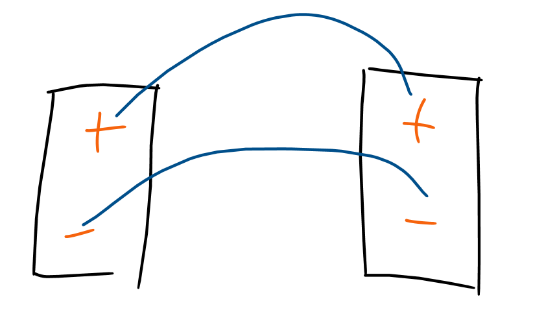 + +
- -